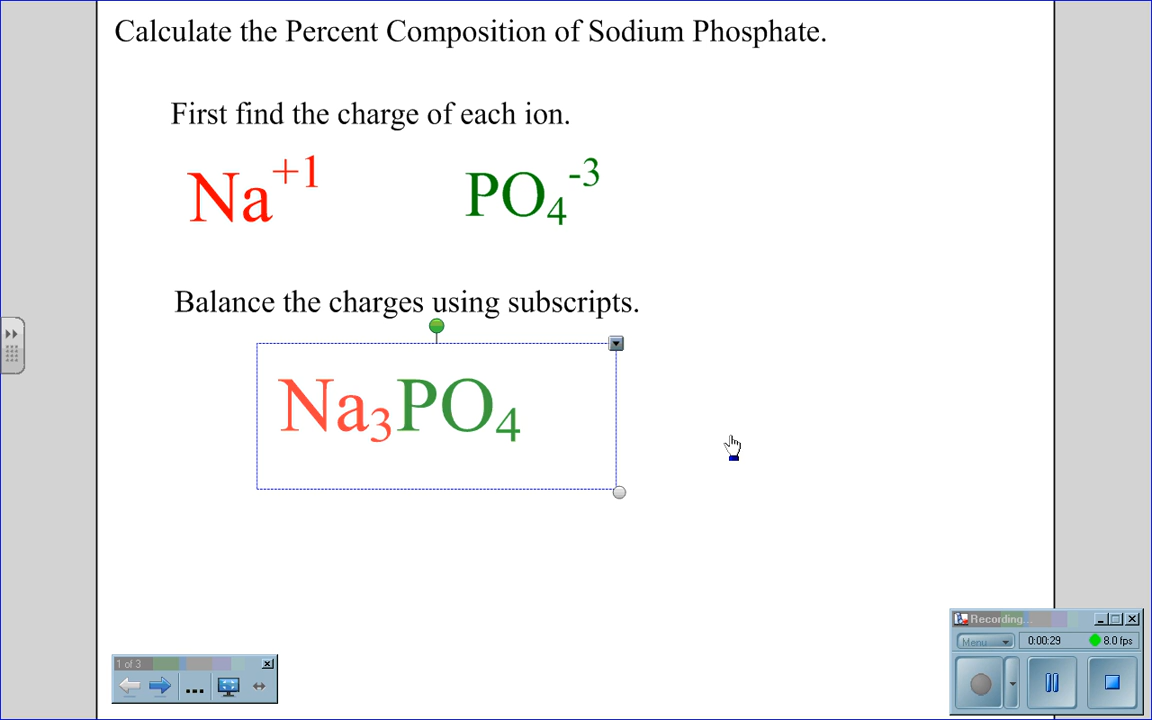 Calculate the Percent Composition of Sodium Phosphate.
First find the charge of each ion.
Na+1 PO4-3
Balance the charges using subscripts.
Na3PO4
Recording...
Menu 0:00:29 8.0 fps
1 of 3
...